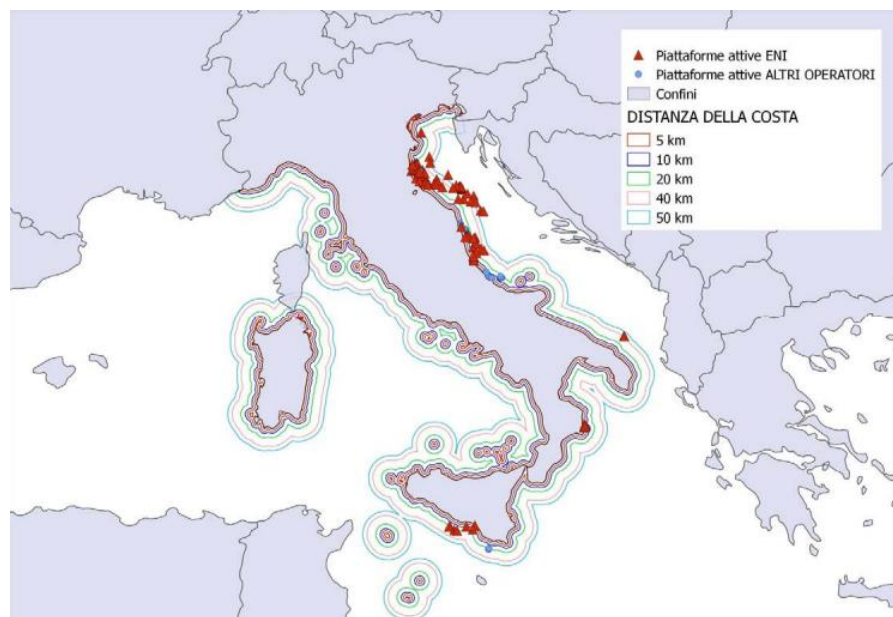 Piattaforme attive ENI
Piattaforme attive ALTRI OPERATORI
Confini
DISTANZA DELLA COSTA
5 km
10 km
20 km
40 km
50 km